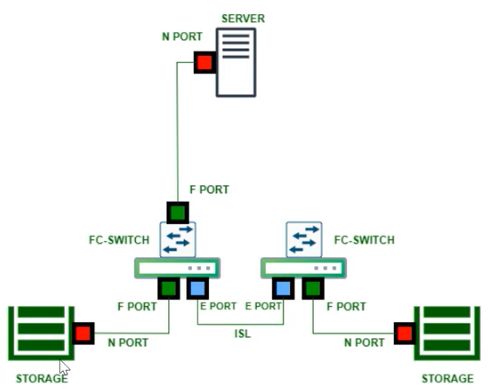 SERVER
N PORT
F PORT
FC-SWITCH
FC-SWITCH
F PORT
E PORT
E PORT
F PORT
ISL
N PORT
N PORT
STORAGE
STORAGE